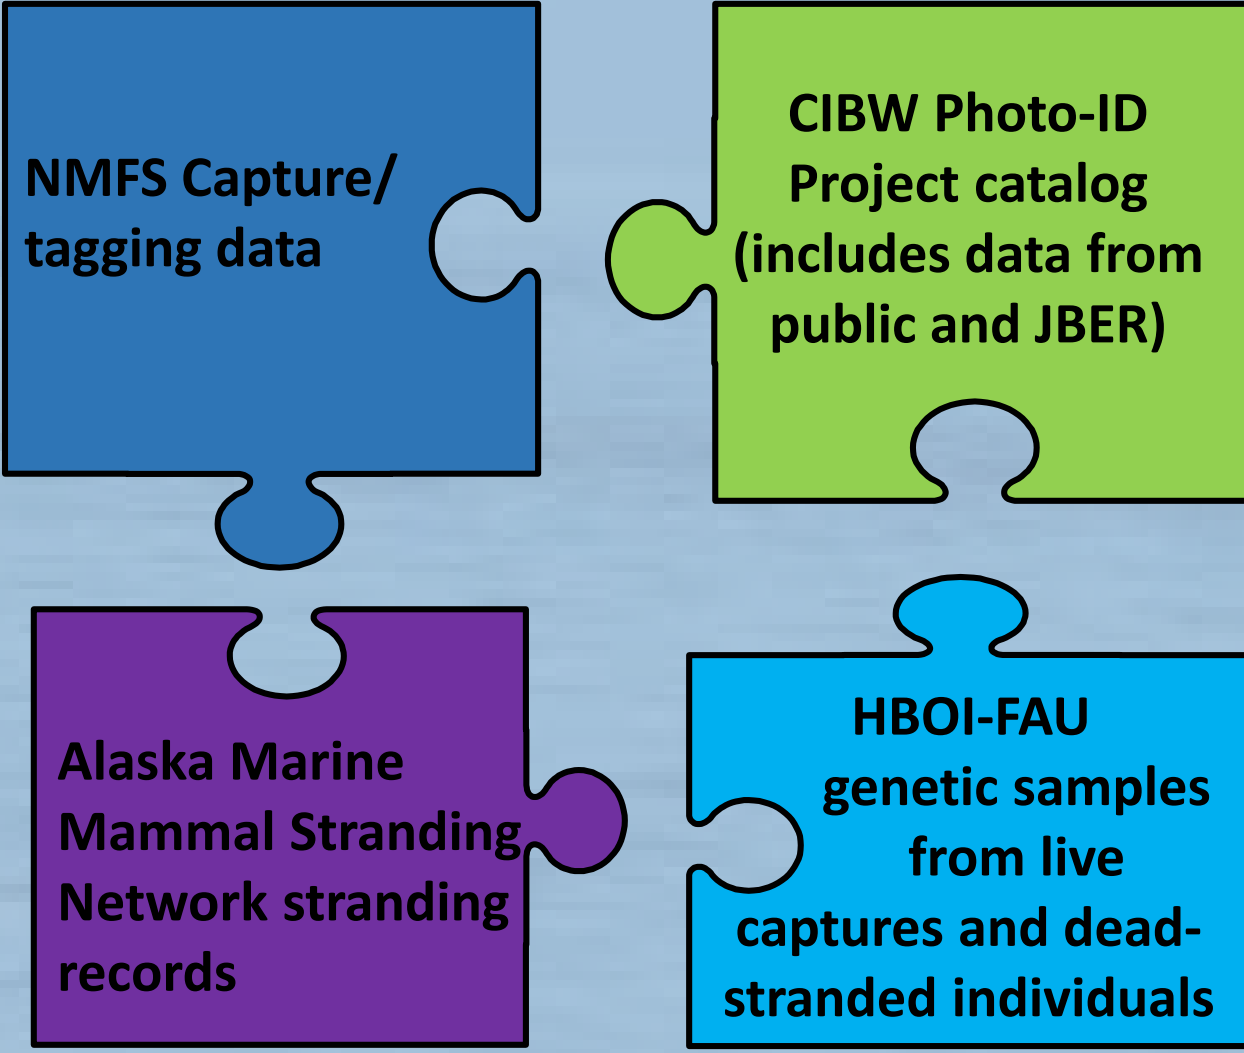 NMFS Capture/
tagging data
CIBW Photo-ID
Project catalog
(includes data from
public and JBER)
Alaska Marine
Mammal Stranding
Network stranding
records
HBOI-FAU
genetic samples
from live
captures and dead-
stranded individuals